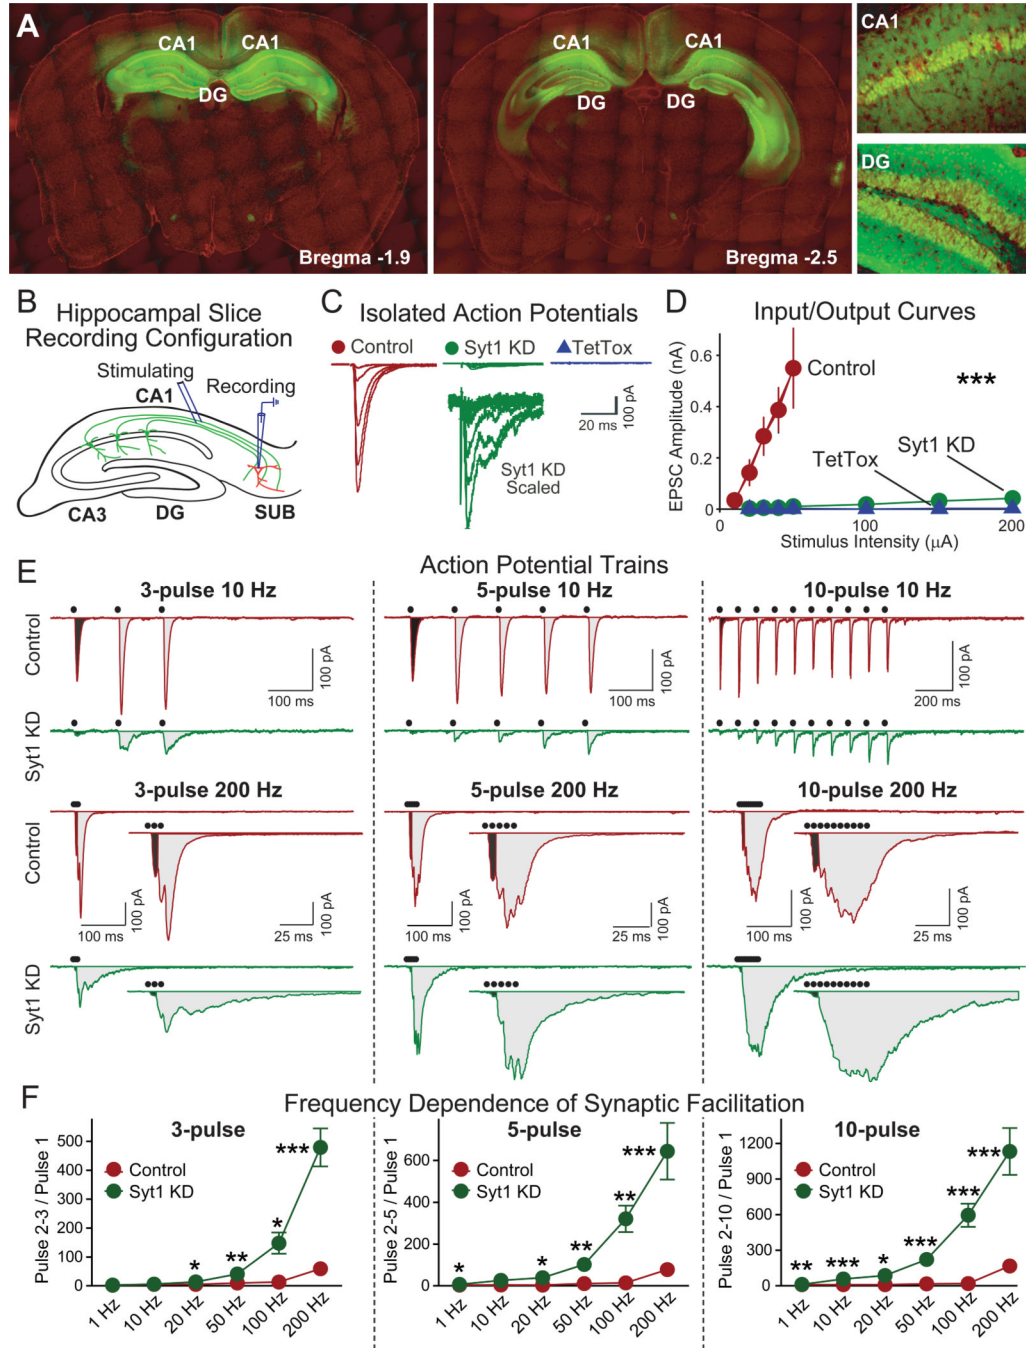 A
CA1
CA1
DG
Bregma -1.9
CA1
CA1
DG
DG
Bregma -2.5
CA1
DG
B
Hippocampal Slice
Recording Configuration
Stimulating
Recording
CA1
CA3
DG
SUB
C
Isolated Action Potentials
Control
Syt1 KD
TetTox
20 ms
100 pA
Syt1 KD
Scaled
D
Input/Output Curves
EPSC Amplitude (nA)
0.6
0.4
0.2
0
Control
***
Syt1 KD
TetTox
0
100
200
Stimulus Intensity (µA)
E
Action Potential Trains
3-pulse 10 Hz
5-pulse 10 Hz
10-pulse 10 Hz
Control
100 ms
100 pA
100 ms
100 pA
200 ms
100 pA
Syt1 KD
3-pulse 200 Hz
5-pulse 200 Hz
10-pulse 200 Hz
Control
100 ms
100 pA
25 ms
100 pA
100 ms
100 pA
25 ms
100 pA
100 ms
100 pA
25 ms
100 pA
Syt1 KD
F
Frequency Dependence of Synaptic Facilitation
3-pulse
Pulse 2-3 / Pulse 1
500
400
300
200
100
0
Control
Syt1 KD
*
**
*
***
1 Hz
10 Hz
20 Hz
50 Hz
100 Hz
200 Hz
5-pulse
Pulse 2-5 / Pulse 1
600
400
200
0
Control
Syt1 KD
*
*
**
**
***
1 Hz
10 Hz
20 Hz
50 Hz
100 Hz
200 Hz
10-pulse
Pulse 2-10 / Pulse 1
1200
900
600
300
0
Control
Syt1 KD
**
***
*
***
***
***
1 Hz
10 Hz
20 Hz
50 Hz
100 Hz
200 Hz